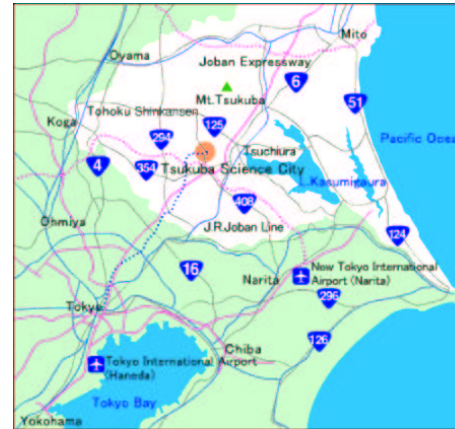 Mito
Oyama
Joban Expressway
6
51
Mt.Tsukuba
Tohoku Shinkansen
125
Koga
294
Pacific Ocea
Tsuchiura
4
354
Tsukuba Science City
L.Kasumigaura
408
Ohmiya
J.R.Joban Line
124
16
Narita
New Tokyo International
Airport (Narita)
296
Tokyo
126
Chiba
Tokyo International Airport
(Haneda)
Tokyo Bay
Yokohama